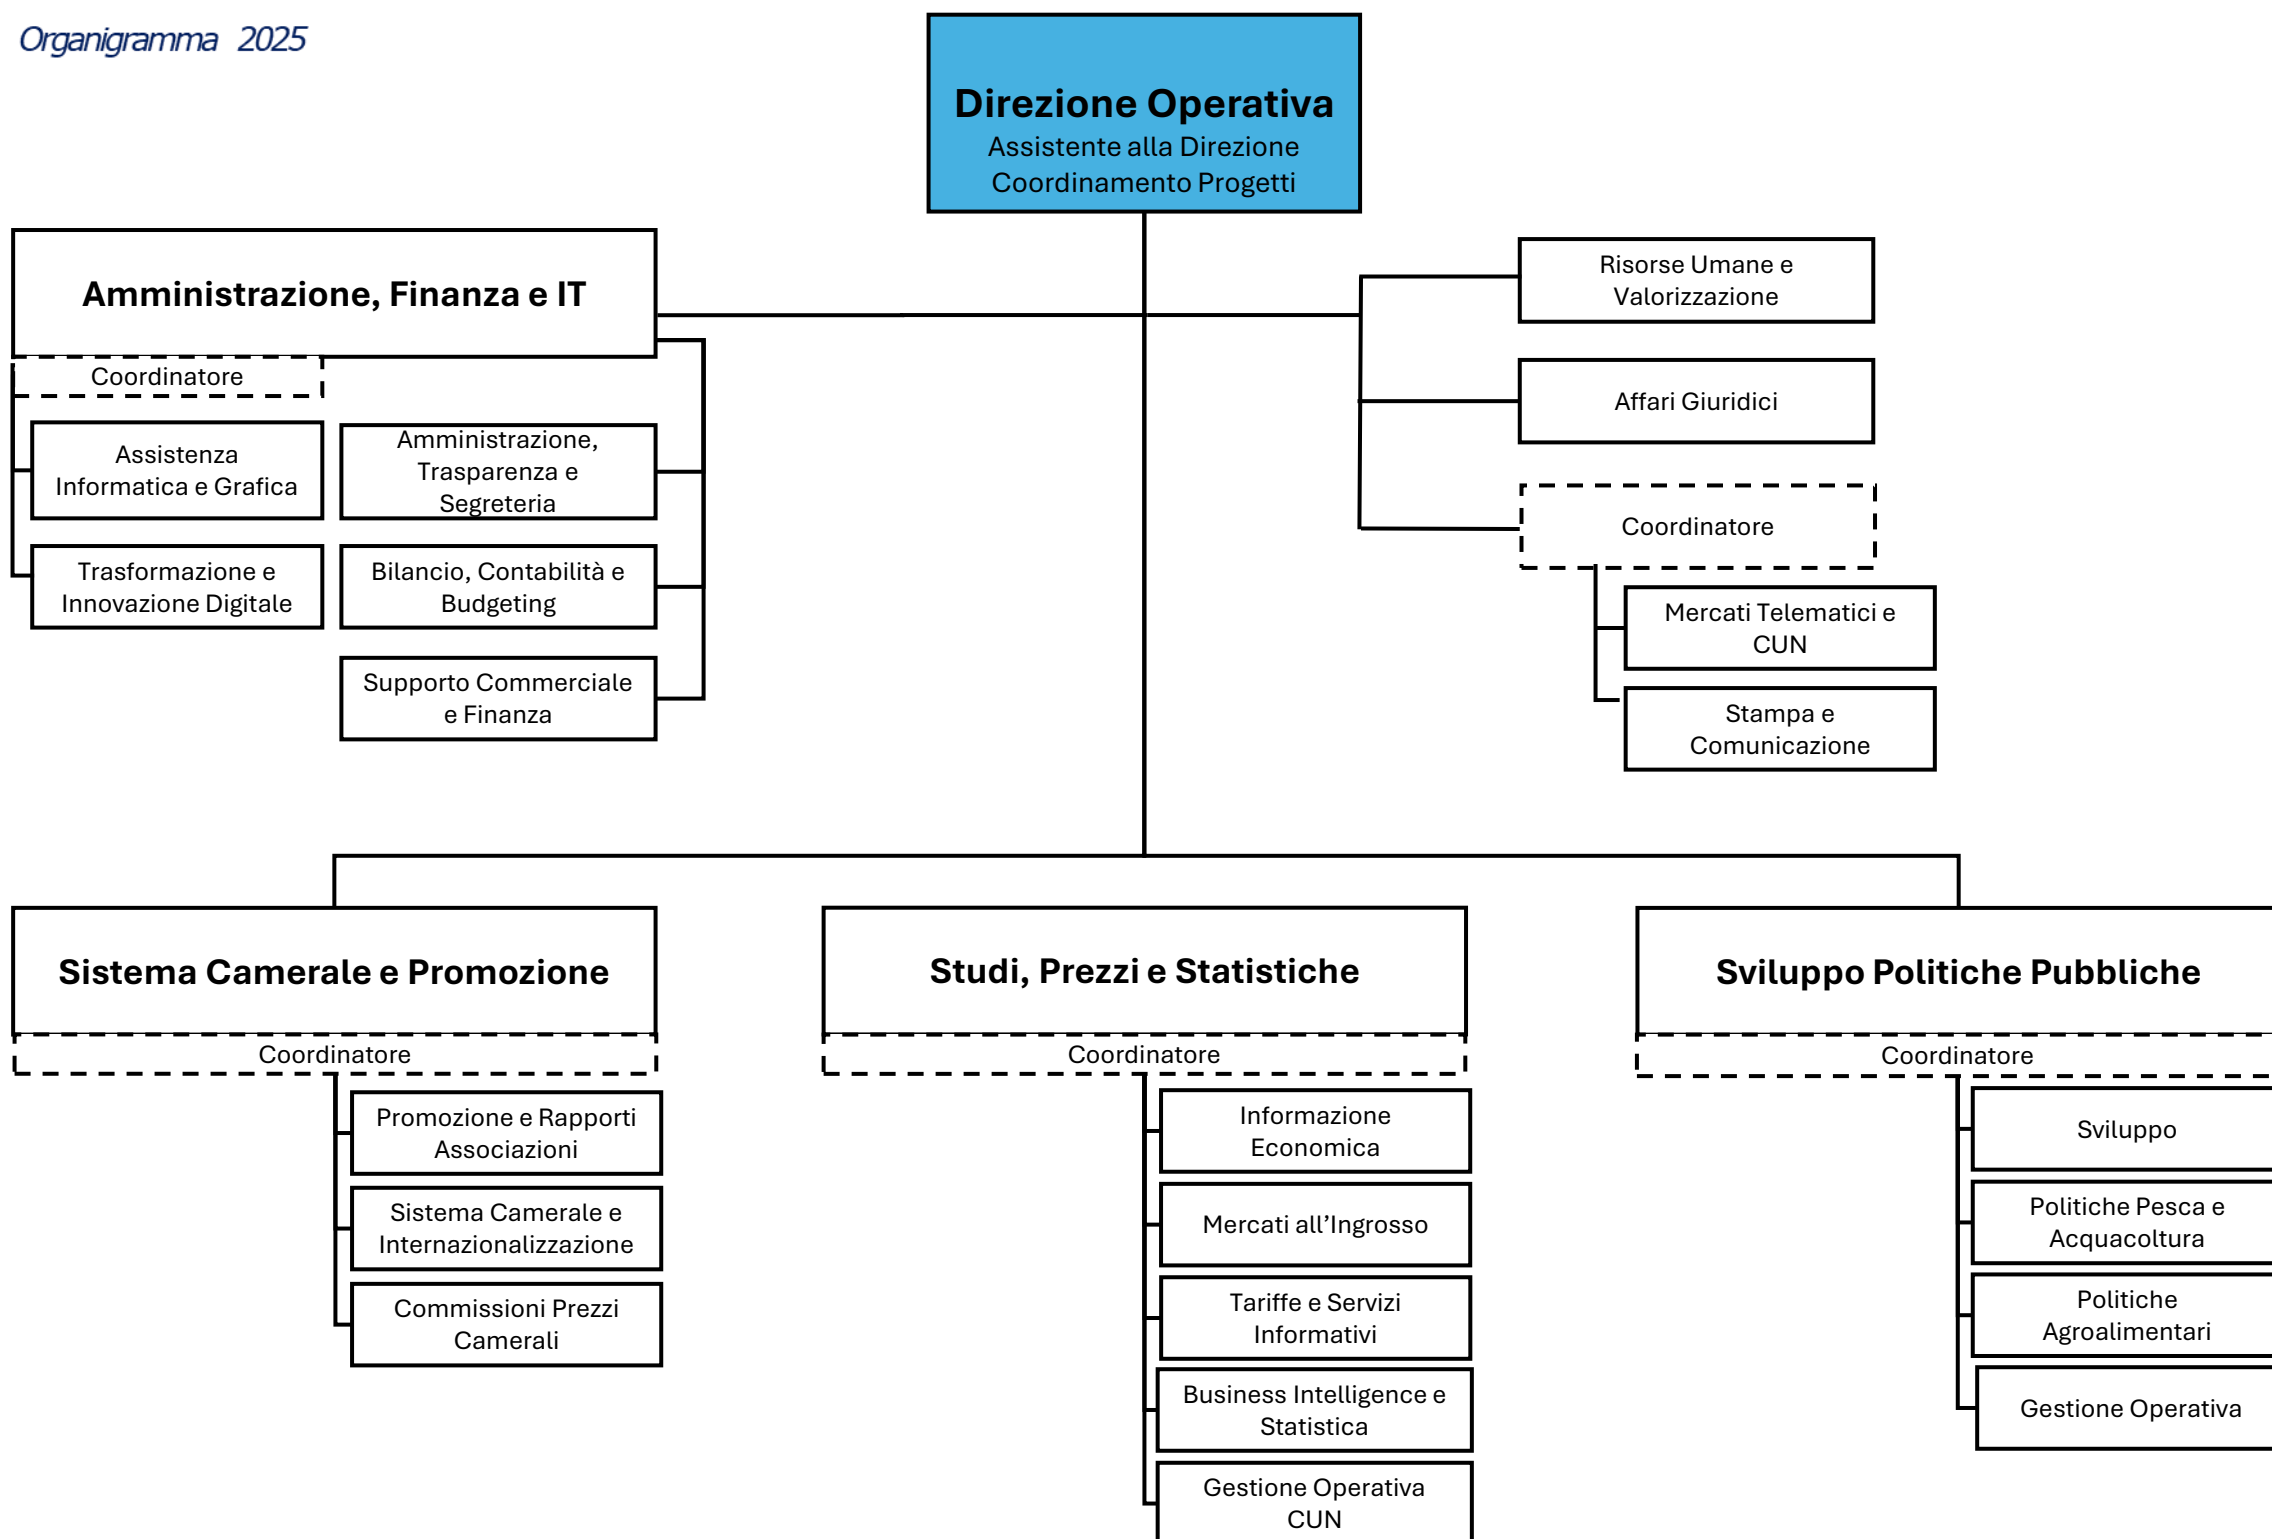 Organigramma 2025
Direzione Operativa
Assistente alla Direzione
Coordinamento Progetti
Amministrazione, Finanza e IT
Coordinatore
Assistenza
Informatica e Grafica
Trasformazione e
Innovazione Digitale
Amministrazione,
Trasparenza e
Segreteria
Bilancio, Contabilità e
Budgeting
Supporto Commerciale
e Finanza
Risorse Umane e
Valorizzazione
Affari Giuridici
Coordinatore
Mercati Telematici e
CUN
Stampa e
Comunicazione
Sistema Camerale e Promozione
Coordinatore
Promozione e Rapporti
Associazioni
Sistema Camerale e
Internazionalizzazione
Commissioni Prezzi
Camerali
Studi, Prezzi e Statistiche
Coordinatore
Informazione
Economica
Mercati all’Ingrosso
Tariffe e Servizi
Informativi
Business Intelligence e
Statistica
Gestione Operativa
CUN
Sviluppo Politiche Pubbliche
Coordinatore
Sviluppo
Politiche Pesca e
Acquacoltura
Politiche
Agroalimentari
Gestione Operativa